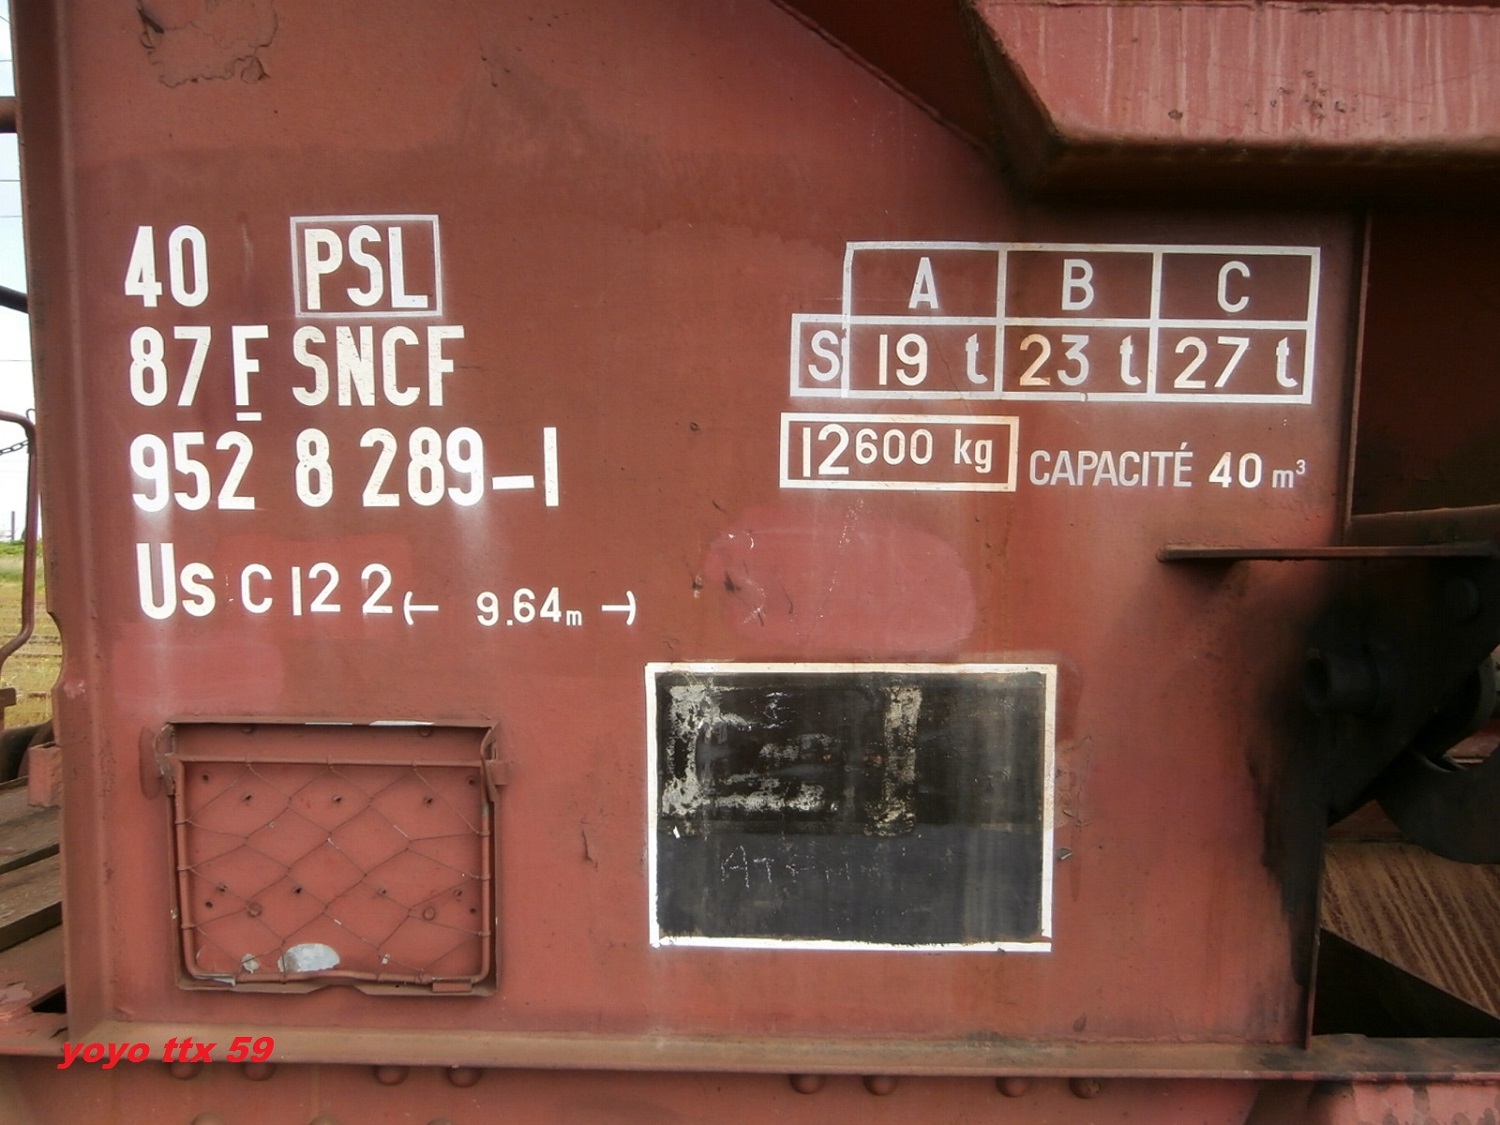 40 PSL
87 F SNCF
952 8 289-1
Us C 12 2 9.64m
A B C
S 19 t 23 t 27 t
12600 kg CAPACITÉ 40 m³
yoyo ttx 59